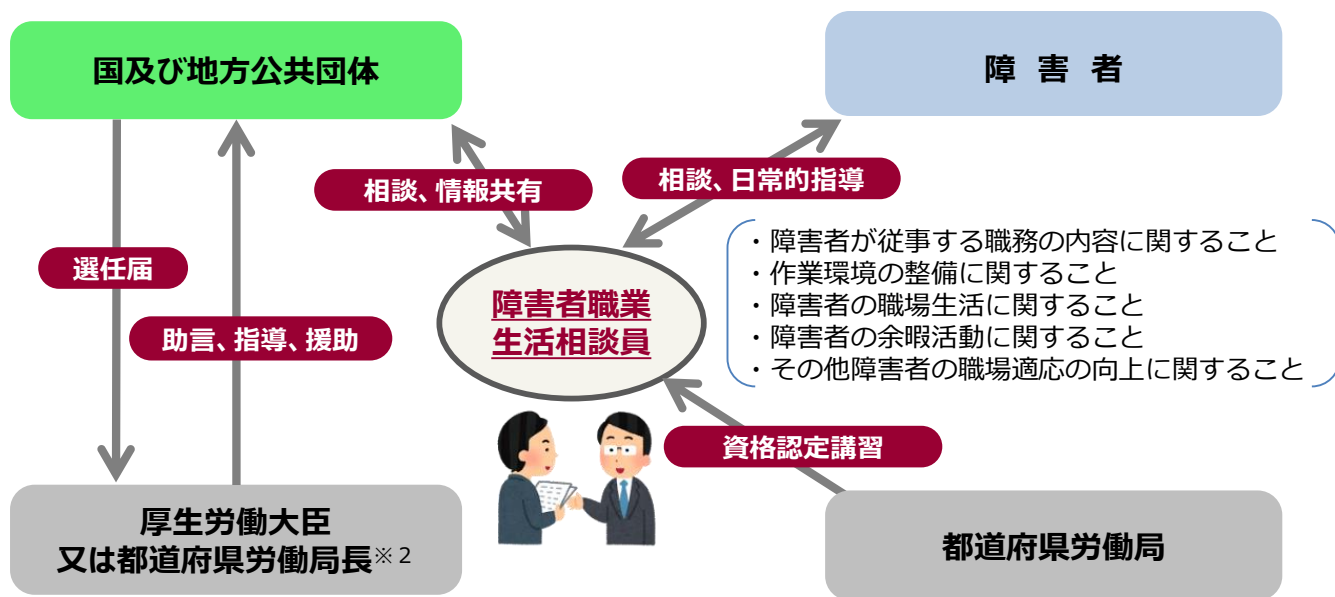 国及び地方公共団体
障害者
相談、情報共有
相談、日常的指導
選任届
助言、指導、援助
障害者職業
生活相談員
・障害者が従事する職務の内容に関すること
・作業環境の整備に関すること
・障害者の職場生活に関すること
・障害者の余暇活動に関すること
・その他障害者の職場適応の向上に関すること
資格認定講習
厚生労働大臣
又は都道府県労働局長※2
都道府県労働局